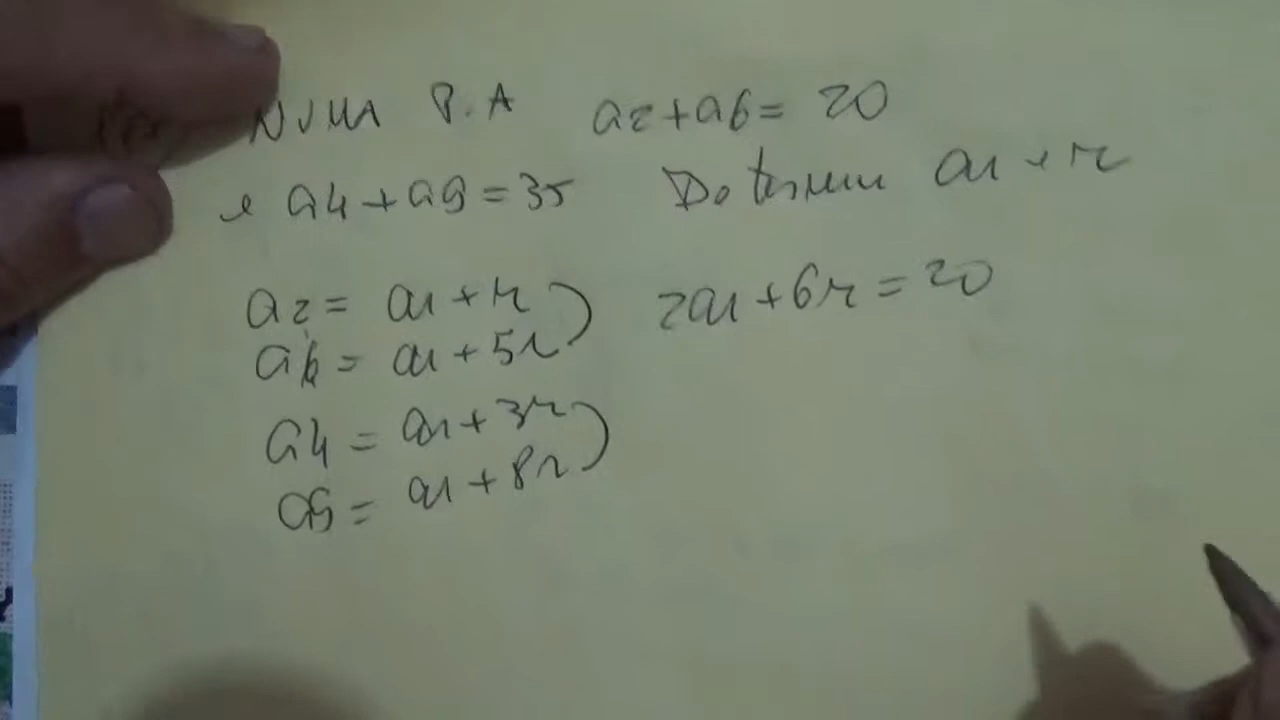 NUMA P.A a2+a6=20
e a4+a9=35 Determine a1 e r
a2= a1+r 2a1+6r=20
a6= a1+5r
a4= a1+3r
a9= a1+8r